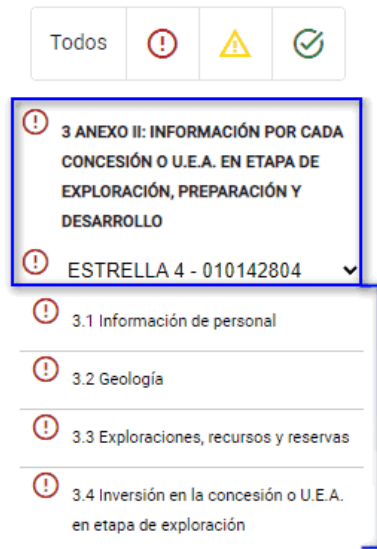 Todos
3 ANEXO II: INFORMACIÓN POR CADA
CONCESIÓN O U.E.A. EN ETAPA DE
EXPLORACIÓN, PREPARACIÓN Y
DESARROLLO
ESTRELLA 4 - 010142804
3.1 Información de personal
3.2 Geología
3.3 Exploraciones, recursos y reservas
3.4 Inversión en la concesión o U.E.A.
en etapa de exploración